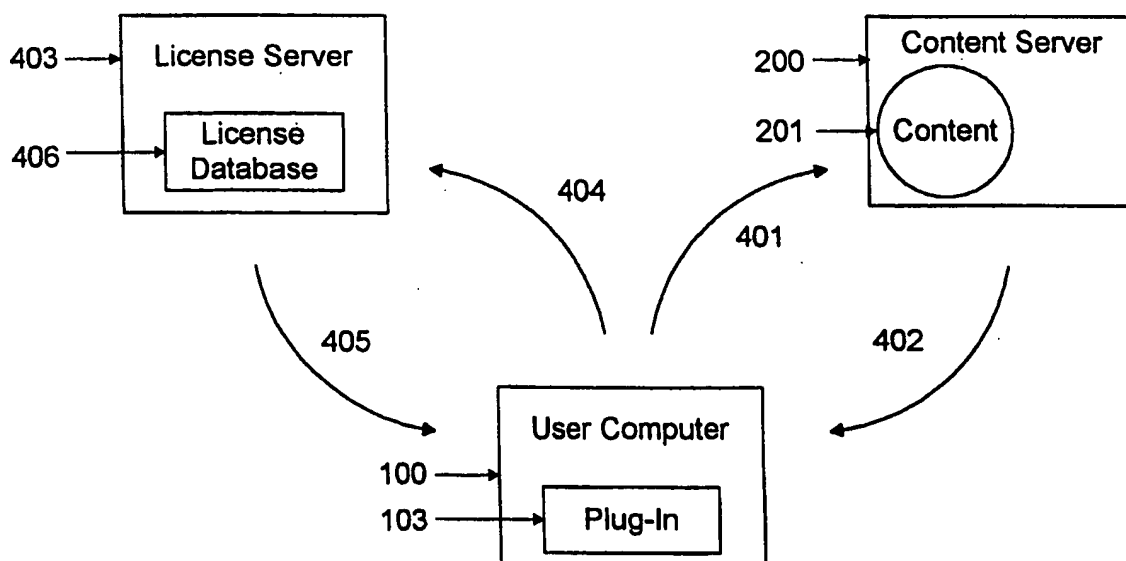 403
License Server
406
License
Database
404
405
200
Content Server
201
Content
401
402
User Computer
100
103
Plug-In